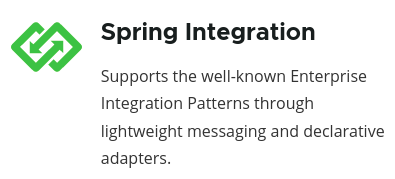 Spring Integration
Supports the well-known Enterprise
Integration Patterns through
lightweight messaging and declarative
adapters.